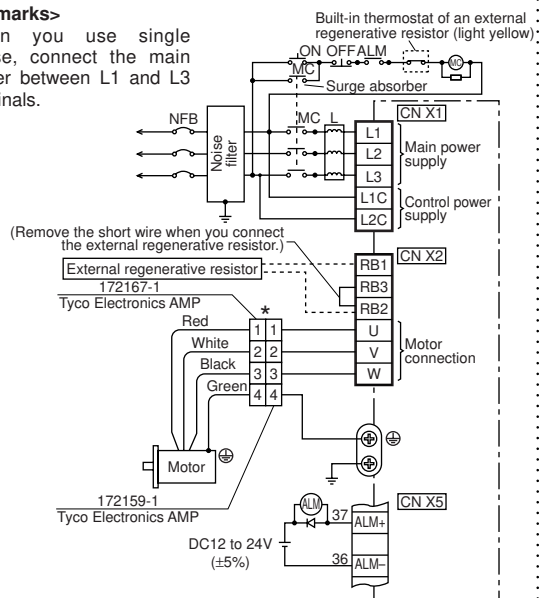 marks>
n you use single
se, connect the main
er between L1 and L3
inals.
Built-in thermostat of an external
regenerative resistor (light yellow)
ON OFF ALM
MC
MC
Surge absorber
NFB
Noise
filter
MC L
CN X1
L1
L2
L3
L1C
L2C
Main power
supply
Control power
supply
(Remove the short wire when you connect
the external regenerative resistor.)
External regenerative resistor
CN X2
RB1
RB3
RB2
U
V
W
Motor
connection
172167-1
Tyco Electronics AMP
*
Red
White
Black
Green
1 1
2 2
3 3
4 4
Motor
172159-1
Tyco Electronics AMP
CN X5
ALM
37
ALM+
DC12 to 24V
(±5%)
36
ALM–